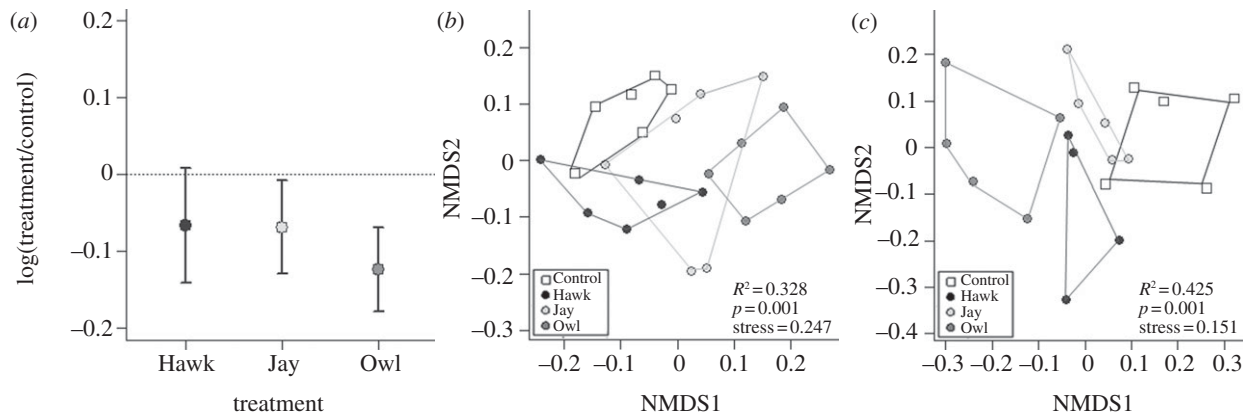 (a)
0.2
0.1
0
−0.1
−0.2
log(treatment/control)
Hawk Jay Owl
treatment
(b)
0.2
0.1
0
−0.1
−0.2
−0.3
NMDS2
Control
Hawk
Jay
Owl
R² = 0.328
p = 0.001
stress = 0.247
−0.2 −0.1 0 0.1 0.2
NMDS1
(c)
0.2
0.1
0
−0.1
−0.2
−0.3
−0.4
NMDS2
Control
Hawk
Jay
Owl
R² = 0.425
p = 0.001
stress = 0.151
−0.3 −0.2 −0.1 0 0.1 0.2 0.3
NMDS1